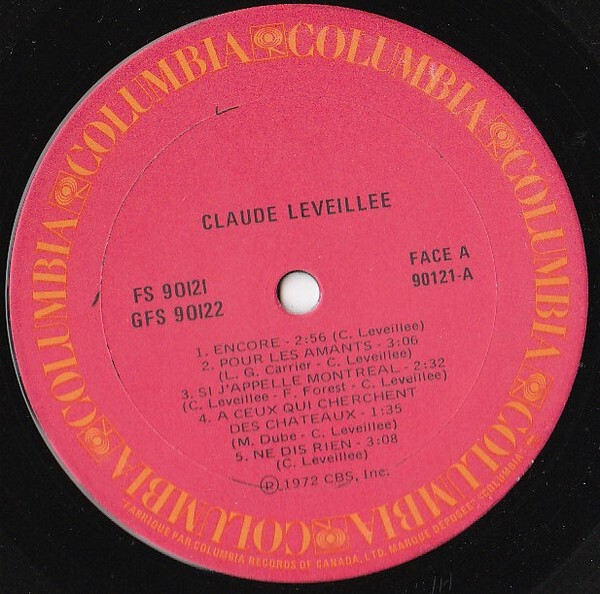 COLUMBIA COLUMBIA COLUMBIA COLUMBIA COLUMBIA COLUMBIA
CLAUDE LEVEILLEE
FS 90121
GFS 90122
FACE A
90121-A
1. ENCORE - 2:56 (C. Leveillee)
2. POUR LES AMANTS - 3:06
(L. G. Carrier - C. Leveillee)
3. SI J'APPELLE MONTREAL - 2:32
(C. Leveillee - F. Forest - C. Leveillee)
4. A CEUX QUI CHERCHENT
DES CHATEAUX - 1:35
(M. Dube - C. Leveillee)
5. NE DIS RIEN - 3:08
(C. Leveillee)
℗ 1972 CBS, Inc.
FABRIQUE PAR COLUMBIA RECORDS OF CANADA, LTD. MARQUE DEPOSEE "COLUMBIA"